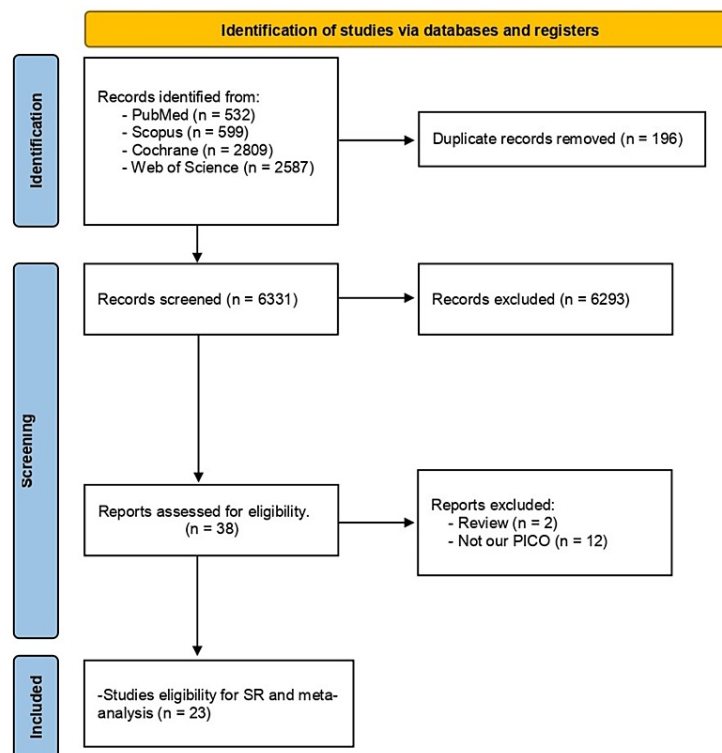 Identification of studies via databases and registers
Identification
Records identified from:
- PubMed (n = 532)
- Scopus (n = 599)
- Cochrane (n = 2809)
- Web of Science (n = 2587)
Duplicate records removed (n = 196)
Screening
Records screened (n = 6331)
Records excluded (n = 6293)
Reports assessed for eligibility.
(n = 38)
Reports excluded:
- Review (n = 2)
- Not our PICO (n = 12)
Included
-Studies eligibility for SR and meta-
analysis (n = 23)